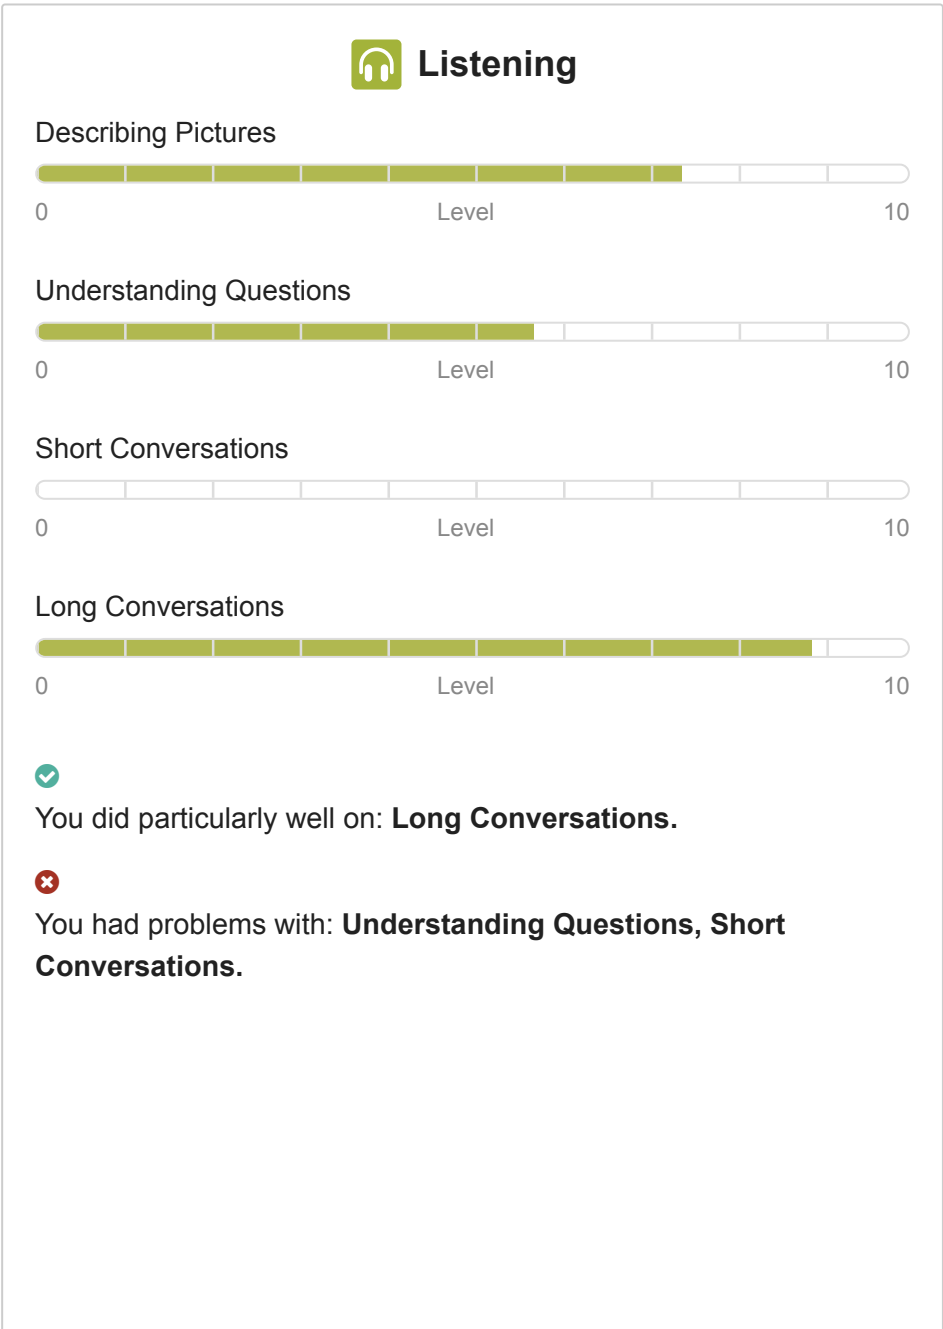 Listening
Describing Pictures
0 Level 10
Understanding Questions
0 Level 10
Short Conversations
0 Level 10
Long Conversations
0 Level 10
You did particularly well on: Long Conversations.
You had problems with: Understanding Questions, Short
Conversations.